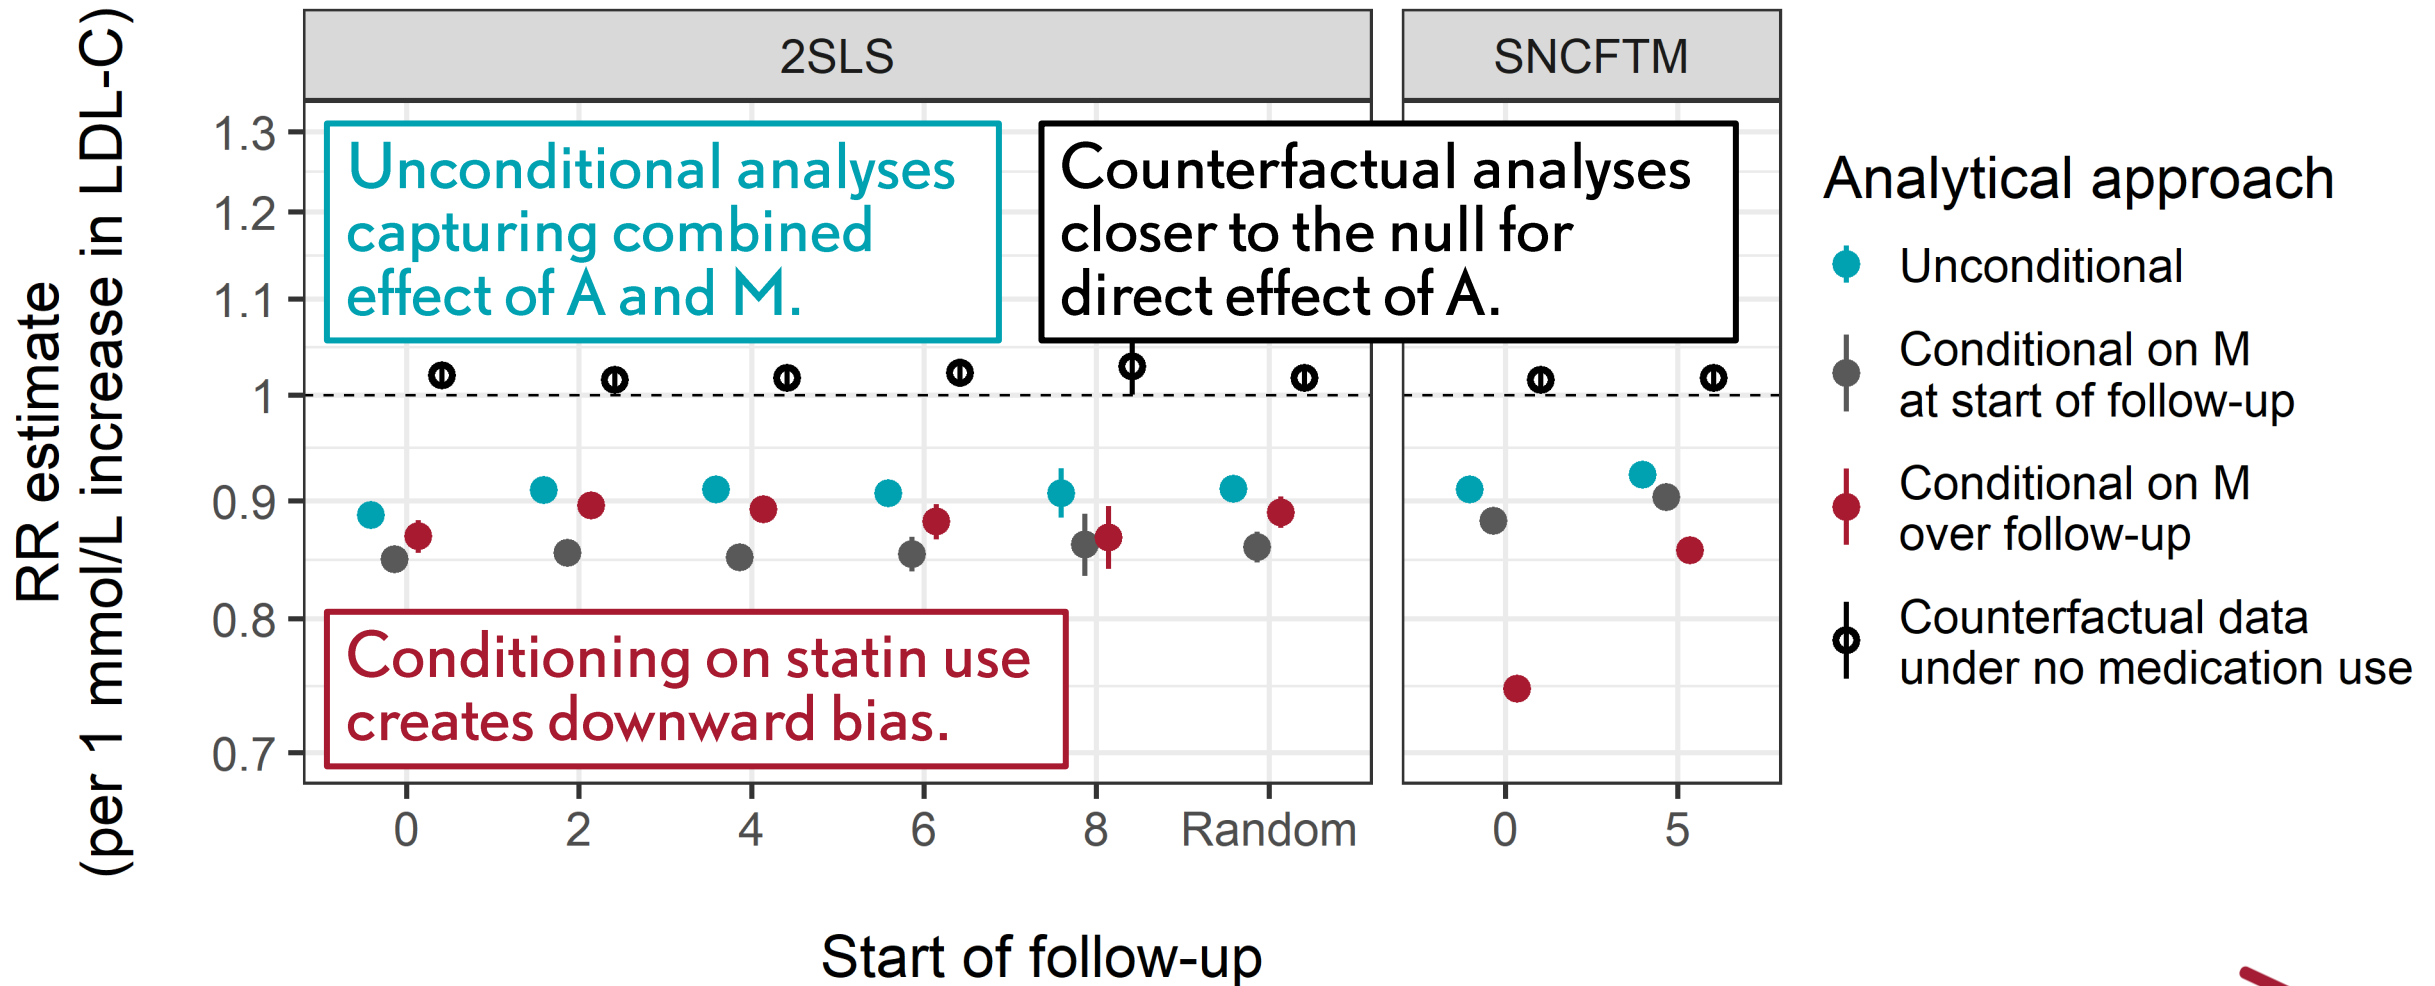 2SLS
SNCFTM
RR estimate
(per 1 mmol/L increase in LDL-C)
1.3
1.2
1.1
1
0.9
0.8
0.7
Unconditional analyses
capturing combined
effect of A and M.
Counterfactual analyses
closer to the null for
direct effect of A.
Conditioning on statin use
creates downward bias.
0 2 4 6 8 Random
0 5
Start of follow-up
Analytical approach
Unconditional
Conditional on M
at start of follow-up
Conditional on M
over follow-up
Counterfactual data
under no medication use